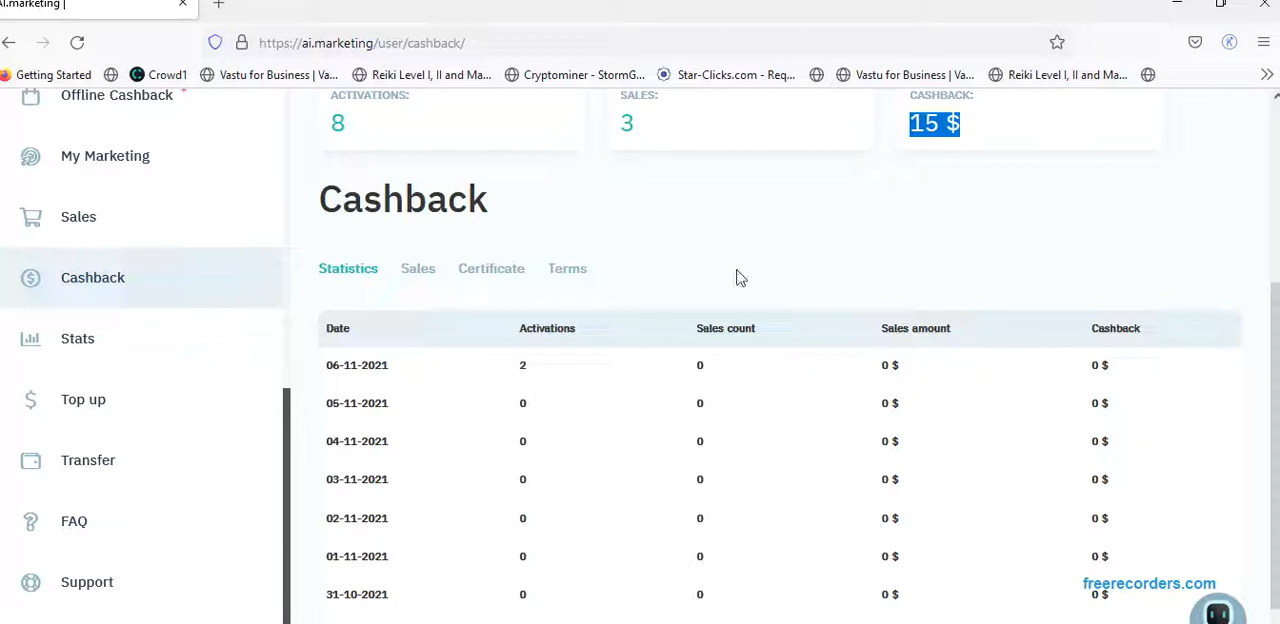 Ai.marketing |
https://ai.marketing/user/cashback/
Getting Started Crowd1 Vastu for Business | Va... Reiki Level I, II and Ma... Cryptominer - StormG... Star-Clicks.com - Req... Vastu for Business | Va... Reiki Level I, II and Ma...
Offline Cashback *
My Marketing
Sales
Cashback
Stats
Top up
Transfer
FAQ
Support
ACTIVATIONS: SALES: CASHBACK:
8 3 15 $
Cashback
Statistics Sales Certificate Terms
Date Activations Sales count Sales amount Cashback
06-11-2021 2 0 0 $ 0 $
05-11-2021 0 0 0 $ 0 $
04-11-2021 0 0 0 $ 0 $
03-11-2021 0 0 0 $ 0 $
02-11-2021 0 0 0 $ 0 $
01-11-2021 0 0 0 $ 0 $
31-10-2021 0 0 0 $ 0 $
freerecorders.com